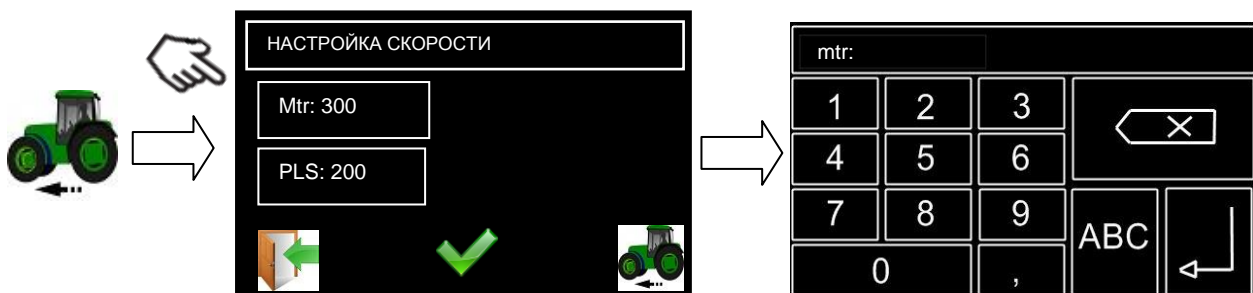 НАСТРОЙКА СКОРОСТИ
Mtr: 300
PLS: 200
mtr:
1 2 3
4 5 6
7 8 9 ABC
0 ,